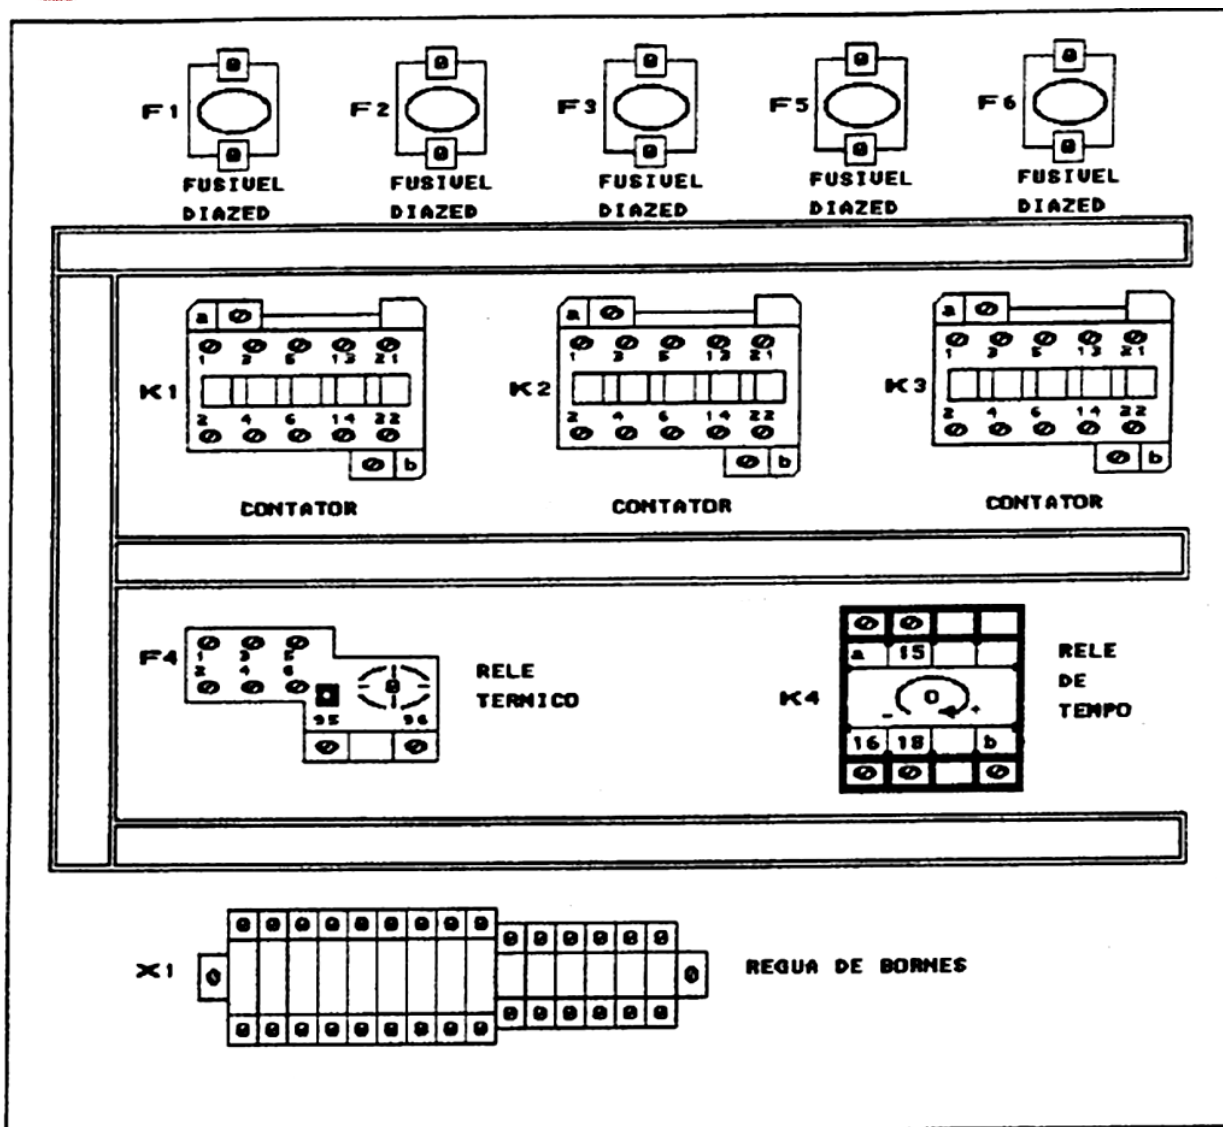 F1
FUSIVEL
DIAZED
F2
FUSIVEL
DIAZED
F3
FUSIVEL
DIAZED
F5
FUSIVEL
DIAZED
F6
FUSIVEL
DIAZED
K1
a
1 3 5 13 21
2 4 6 14 22
b
CONTATOR
K2
a
1 3 5 13 21
2 4 6 14 22
b
CONTATOR
K3
a
1 3 5 13 21
2 4 6 14 22
b
CONTATOR
F4
1 3 5
2 4 6
95 96
RELE
TERMICO
K4
a 15
0
- +
16 18 b
RELE
DE
TEMPO
X1
REGUA DE BORNES